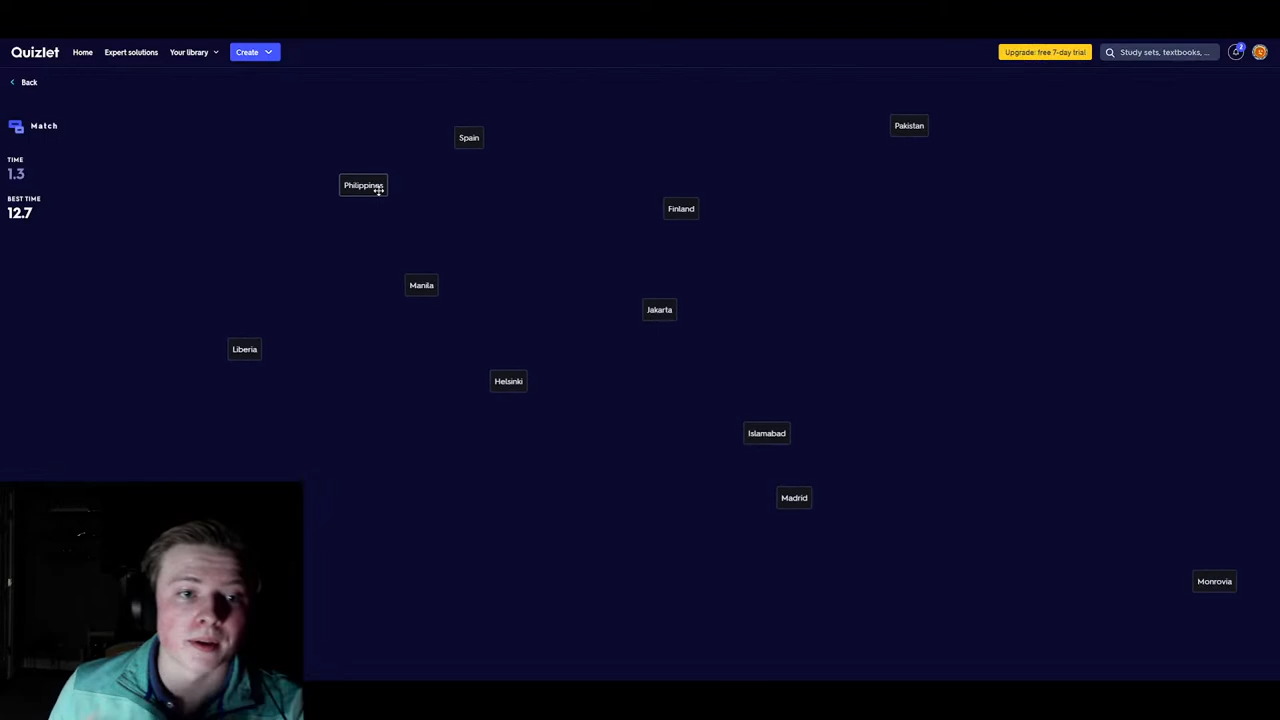 Quizlet Home Expert solutions Your library Create Upgrade: free 7-day trial Study sets, textbooks, ... 2
Back
Match
TIME
1.3
BEST TIME
12.7
Spain
Pakistan
Philippines
Finland
Manila
Jakarta
Liberia
Helsinki
Islamabad
Madrid
Monrovia